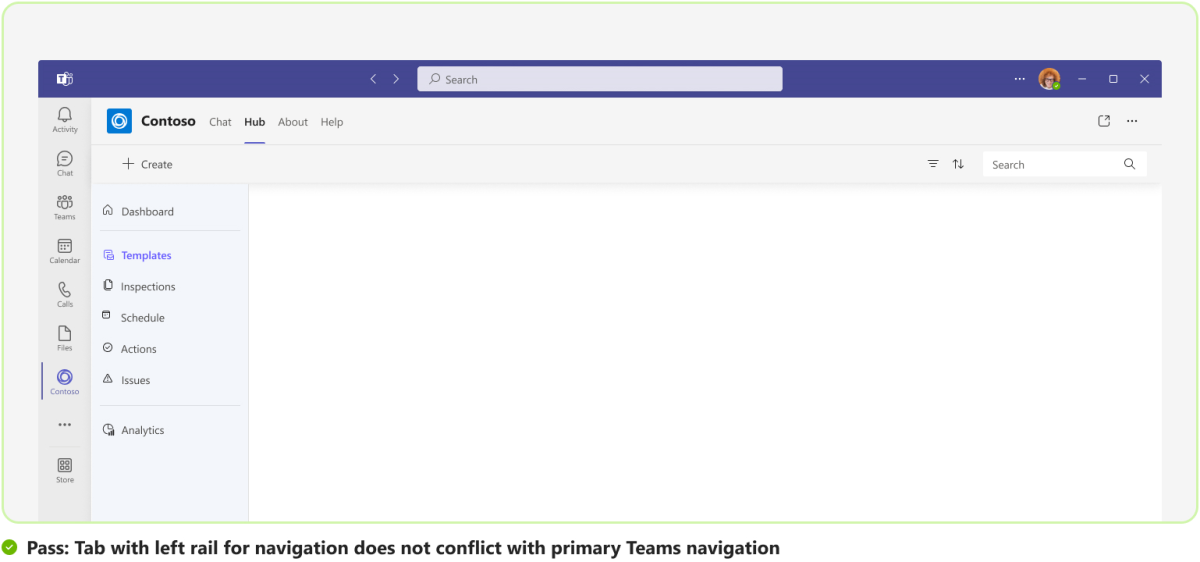 Search
Activity
Chat
Teams
Calendar
Calls
Files
Contoso
Store
Contoso Chat Hub About Help
Create
Search
Dashboard
Templates
Inspections
Schedule
Actions
Issues
Analytics
Pass: Tab with left rail for navigation does not conflict with primary Teams navigation